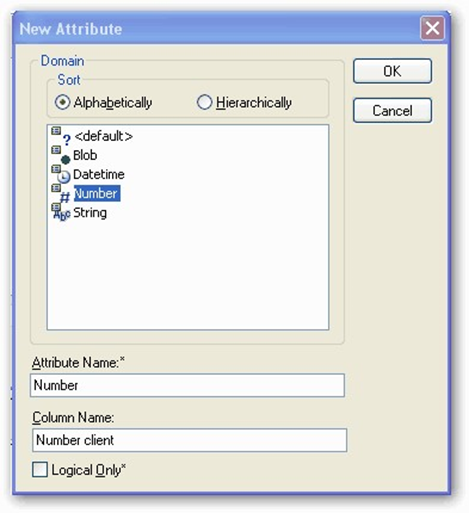 New Attribute
Domain
Sort
Alphabetically
Hierarchically
OK
Cancel
? <default>
Blob
Datetime
# Number
Abc String
Attribute Name:*
Number
Column Name:
Number client
Logical Only*